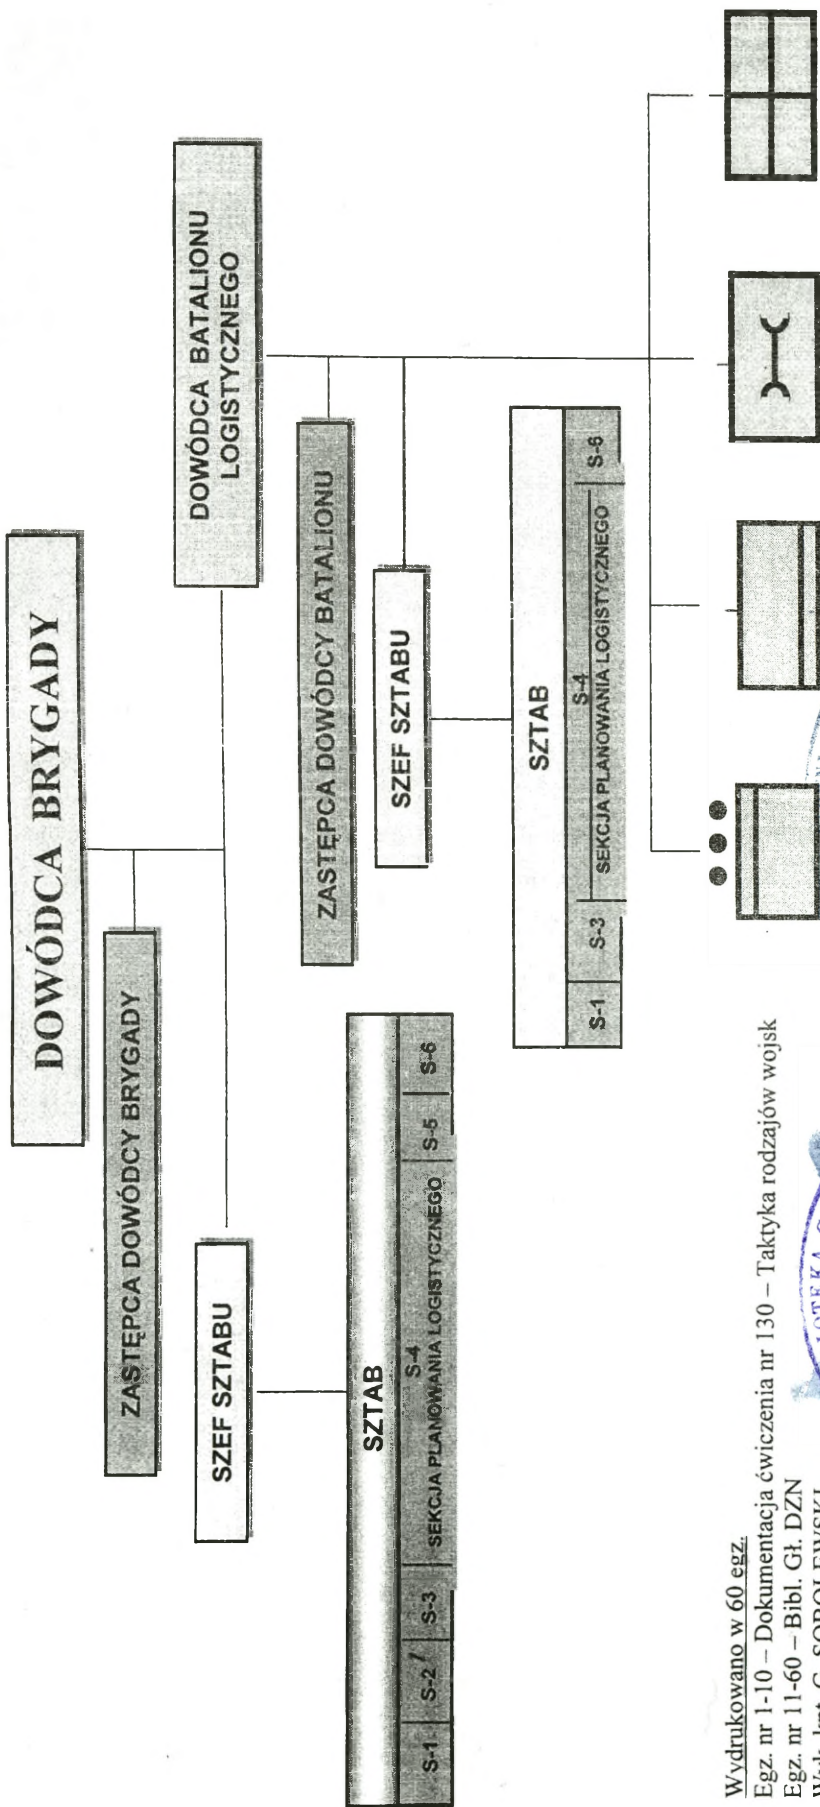 DOWÓDCA BRYGADY
ZASTĘPCA DOWÓDCY BRYGADY
SZEF SZTABU
SZTAB
S-1 S-2 S-3 S-4 S-5 S-6
SEKCJA PLANOWANIA LOGISTYCZNEGO
DOWÓDCA BATALIONU
LOGISTYCZNEGO
ZASTĘPCA DOWÓDCY BATALIONU
SZEF SZTABU
SZTAB
S-1 S-3 S-4 S-6
SEKCJA PLANOWANIA LOGISTYCZNEGO
Wydrukowano w 60 egz.
Egz. nr 1-10 – Dokumentacja ćwiczenia nr 130 – Taktyka rodzajów wojsk
Egz. nr 11-60 – Bibl. Gł. DZN